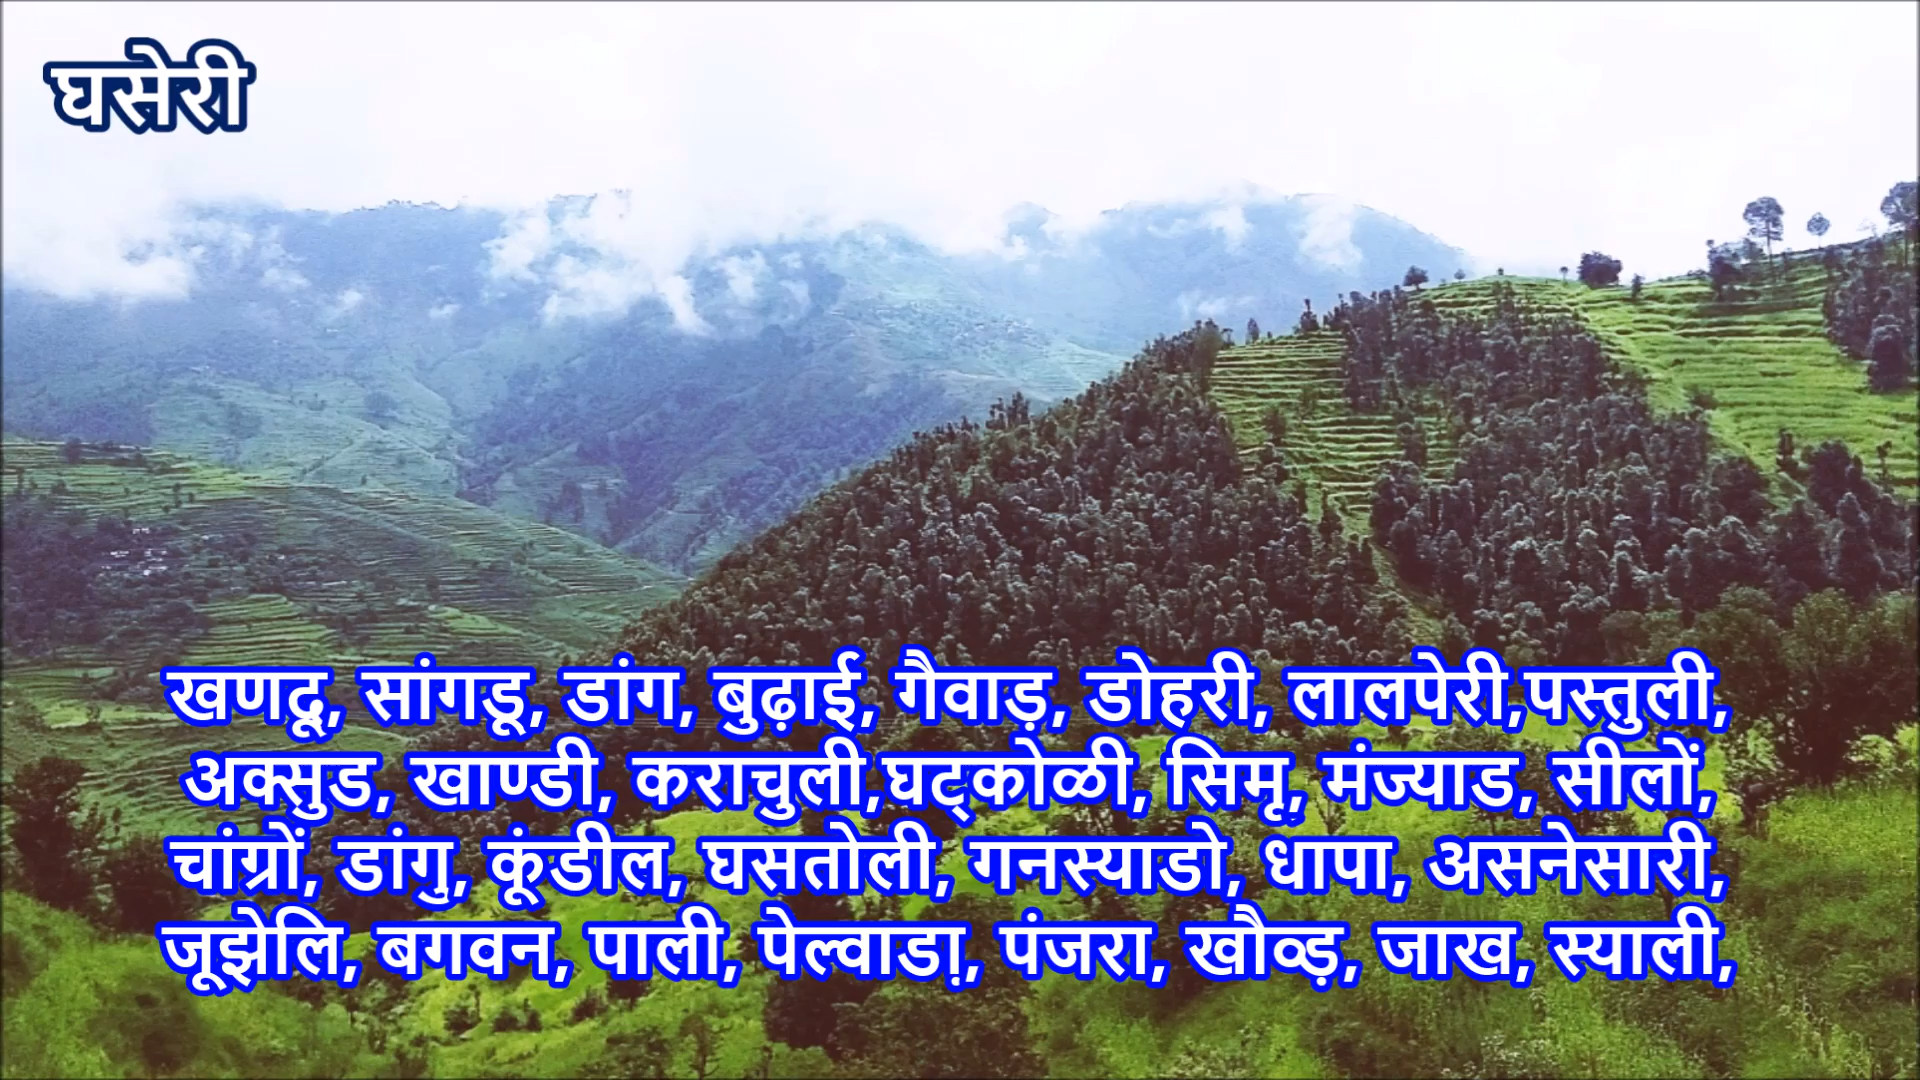 घसेरी
खणद्वू, सांगडू, डांग, बुढ़ाई, गैवाड़, डोहरी, लालपेरी,पस्तुली,
अक्सुड, खाण्डी, कराचुली,घट्कोळी, सिमृ, मंज्याड, सीलों,
चांग्रों, डांगु, कूंडील, घसतोली, गनस्याडो, धापा, असनेसारी,
जूझेलि, बगवन, पाली, पेल्वाडा़, पंजरा, खौव्ड़, जाख, स्याली,